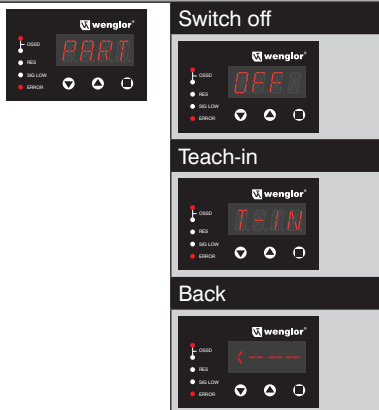 wenglor®
OSSD
PART
RES
SIG LOW
ERROR
Switch off
wenglor®
OSSD
OFF
RES
SIG LOW
ERROR
Teach-in
wenglor®
OSSD
T-IN
RES
SIG LOW
ERROR
Back
wenglor®
OSSD
<----
RES
SIG LOW
ERROR